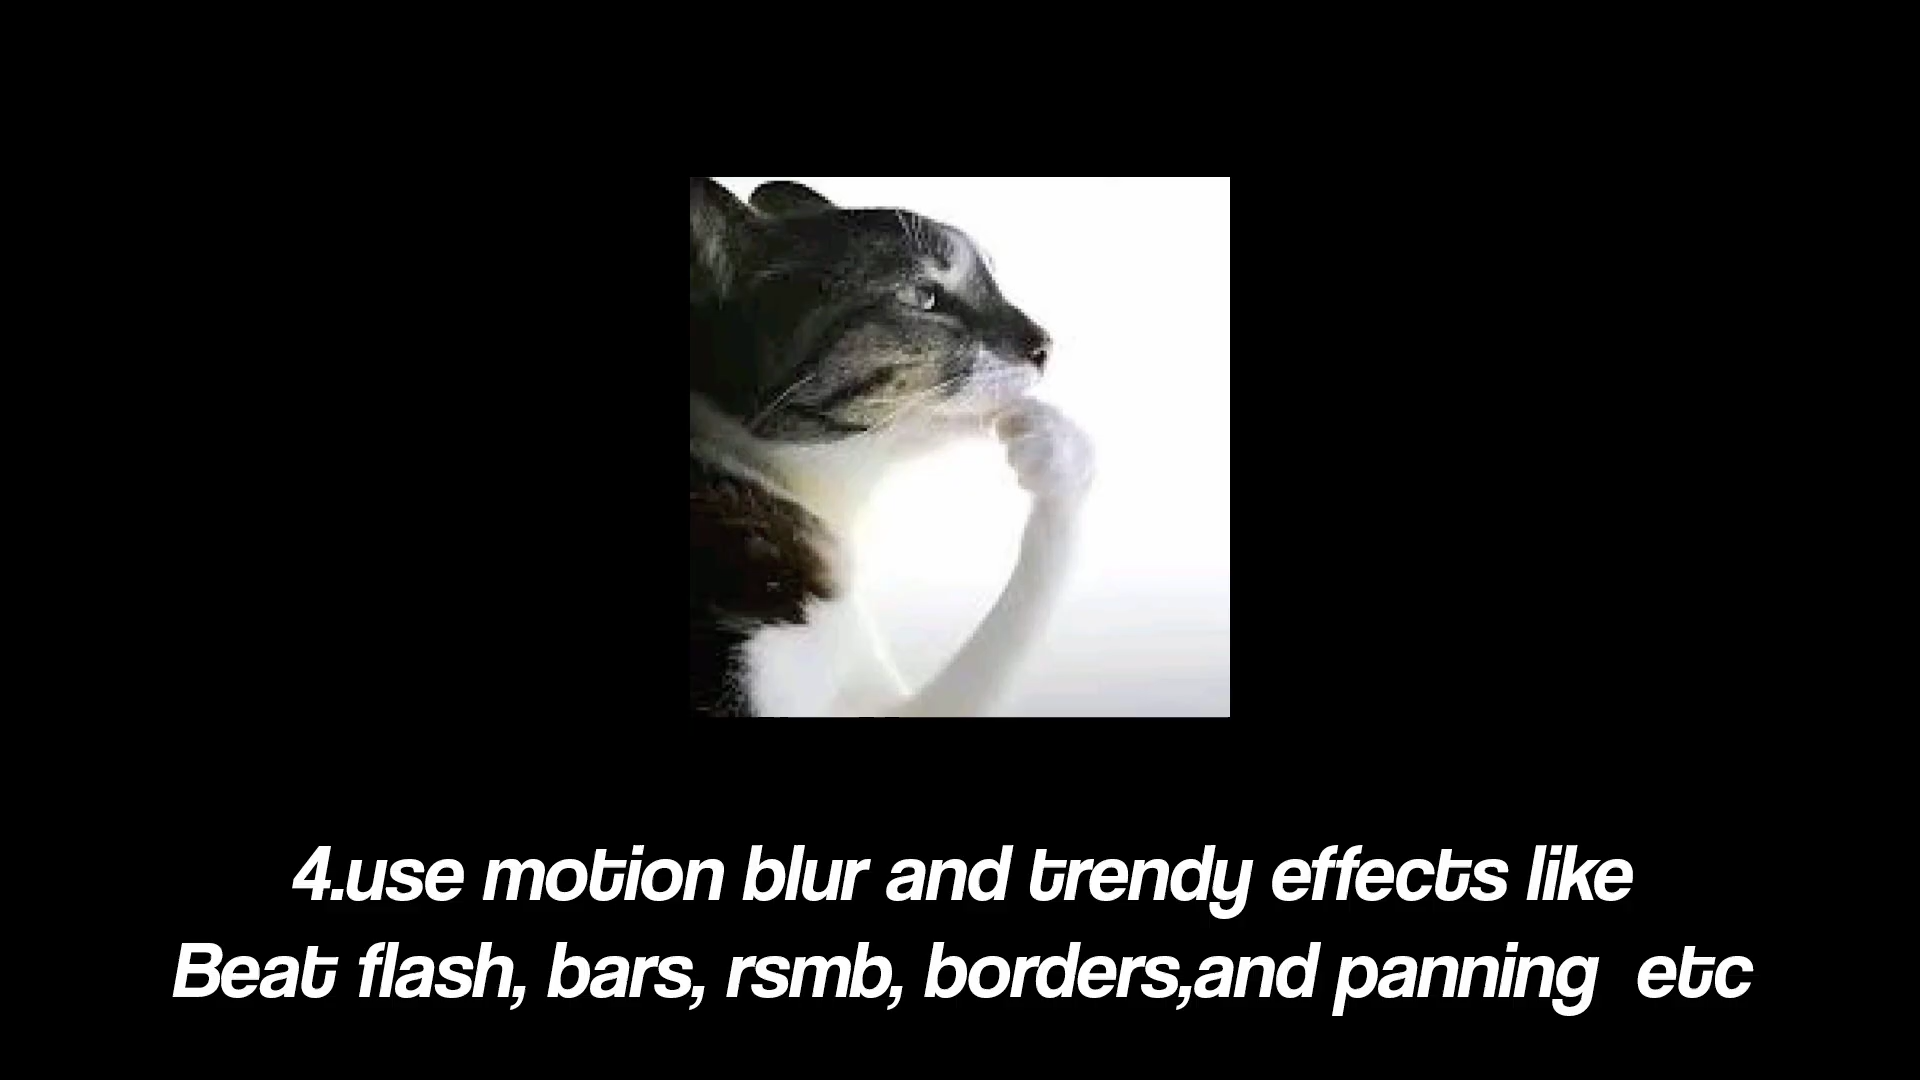 4.use motion blur and trendy effects like
Beat flash, bars, rsmb, borders,and panning  etc